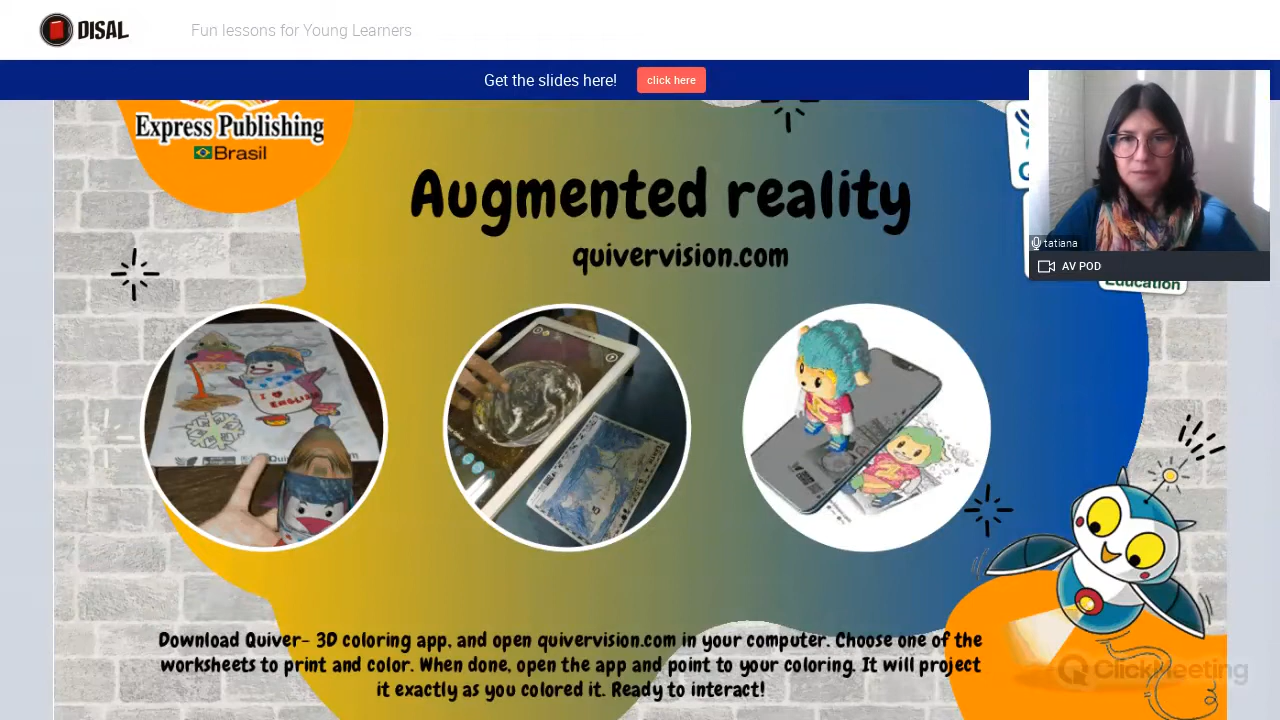 DISAL
Fun lessons for Young Learners
Get the slides here!
click here
Express Publishing
Brasil
Augmented reality
quivervision.com
tatiana
AV POD
Education
I ♥
ENGLISH
Download Quiver- 3D coloring app, and open quivervision.com in your computer. Choose one of the
worksheets to print and color. When done, open the app and point to your coloring. It will project
it exactly as you colored it. Ready to interact!
ClickMeeting